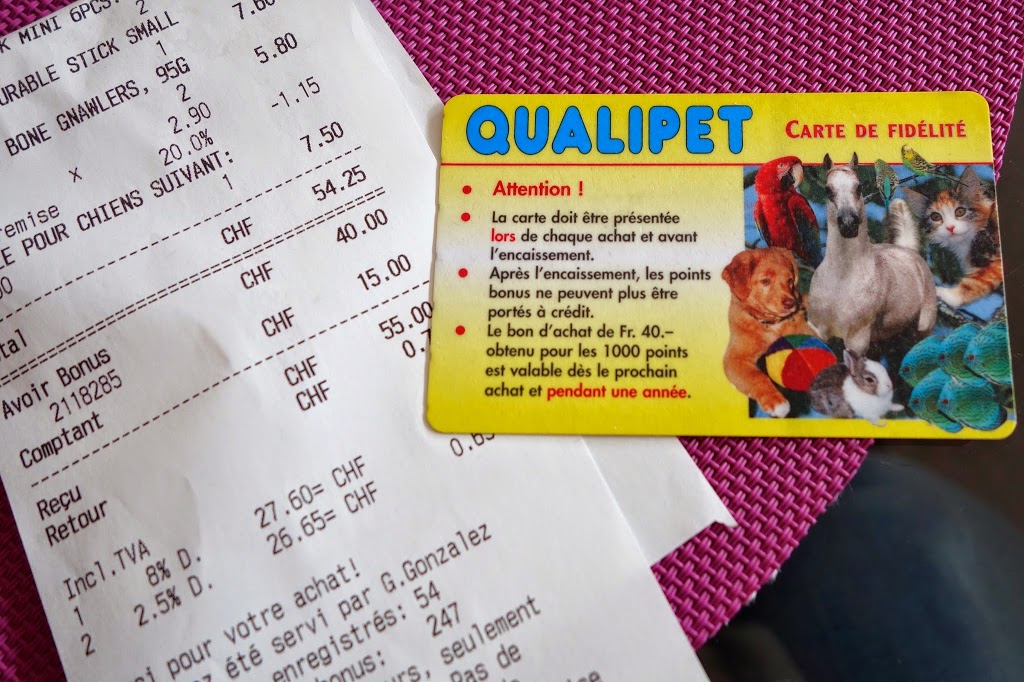 K MINI 6PCS.
2
7.60
URABLE STICK SMALL
1
5.80
BONE GNAWLERS, 95G
2
x 2.90
20.0% -1.15
remise
E POUR CHIENS SUIVANT:
1 7.50
CHF 54.25
tal
CHF 40.00
Avoir Bonus
2118285
CHF 15.00
Comptant
CHF 55.00
Reçu
CHF
Retour
Incl.TVA
1 8% D. 27.60= CHF
2 2.5% D. 26.65= CHF
pour votre achat!
été servi par G.Gonzalez
enregistrés: 54
bonus: 247
seulement
Pas de
QUALIPET
CARTE DE FIDÉLITÉ
• Attention !
• La carte doit être présentée
lors de chaque achat et avant
l'encaissement.
• Après l'encaissement, les points
bonus ne peuvent plus être
portés à crédit.
• Le bon d'achat de Fr. 40.–
obtenu pour les 1000 points
est valable dès le prochain
achat et pendant une année.